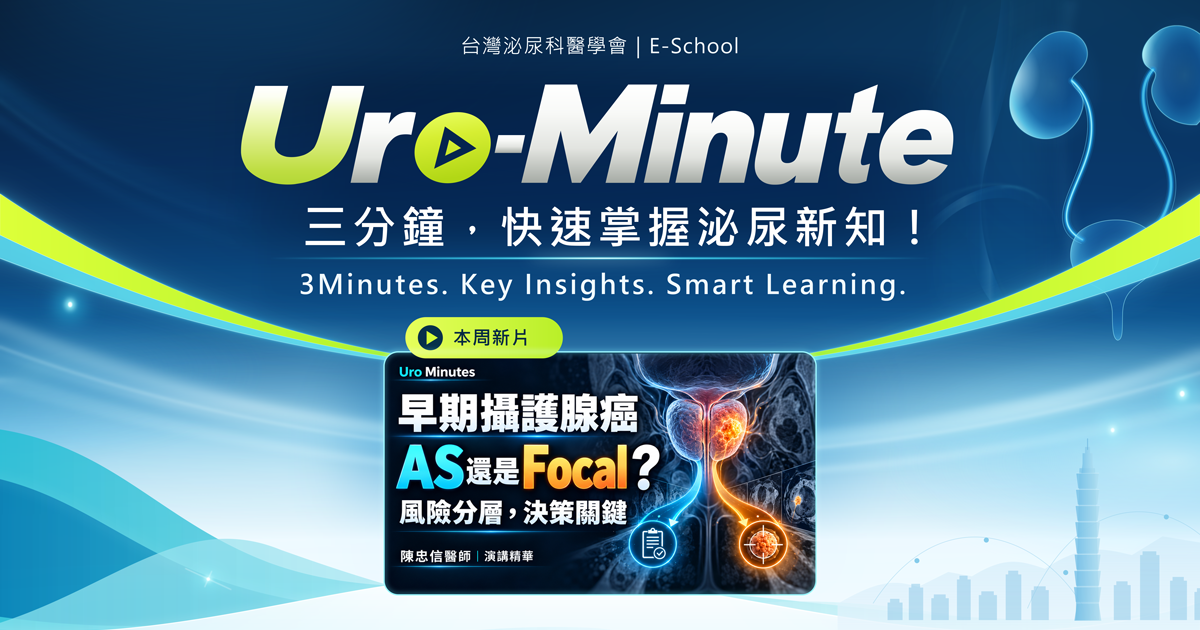 台灣泌尿科醫學會 | E-School
Uro-Minute
三分鐘，快速掌握泌尿新知！
3Minutes. Key Insights. Smart Learning.
本周新片
Uro Minutes
早期攝護腺癌
AS還是Focal?
風險分層，決策關鍵
陳忠信醫師 | 演講精華